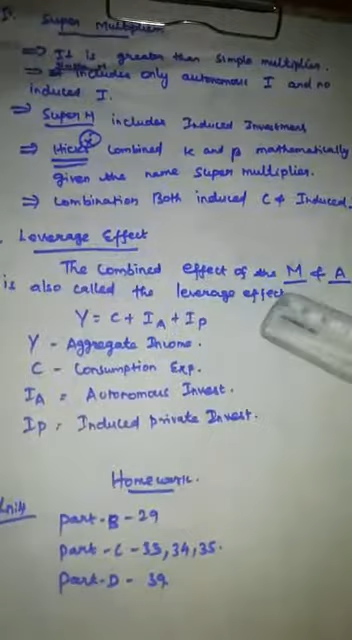 Super Multiplier
⇒ It is greater than simple multiplier.
⇒ includes only autonomous I and no
induced I.
⇒ Super M includes Induced Investment
⇒ Hicks combined K and β mathematically
given the name super multiplier.
⇒ Combination Both induced C & Induced.
Leverage Effect
The Combined effect of the M & A
is also called the leverage effect
Y = C + IA + IP
Y - Aggregate Income.
C - Consumption Exp.
IA = Autonomous Invest.
Ip = Induced private Invest.
Homework.
Part-B - 29
Part-C - 33, 34, 35.
Part-D - 39